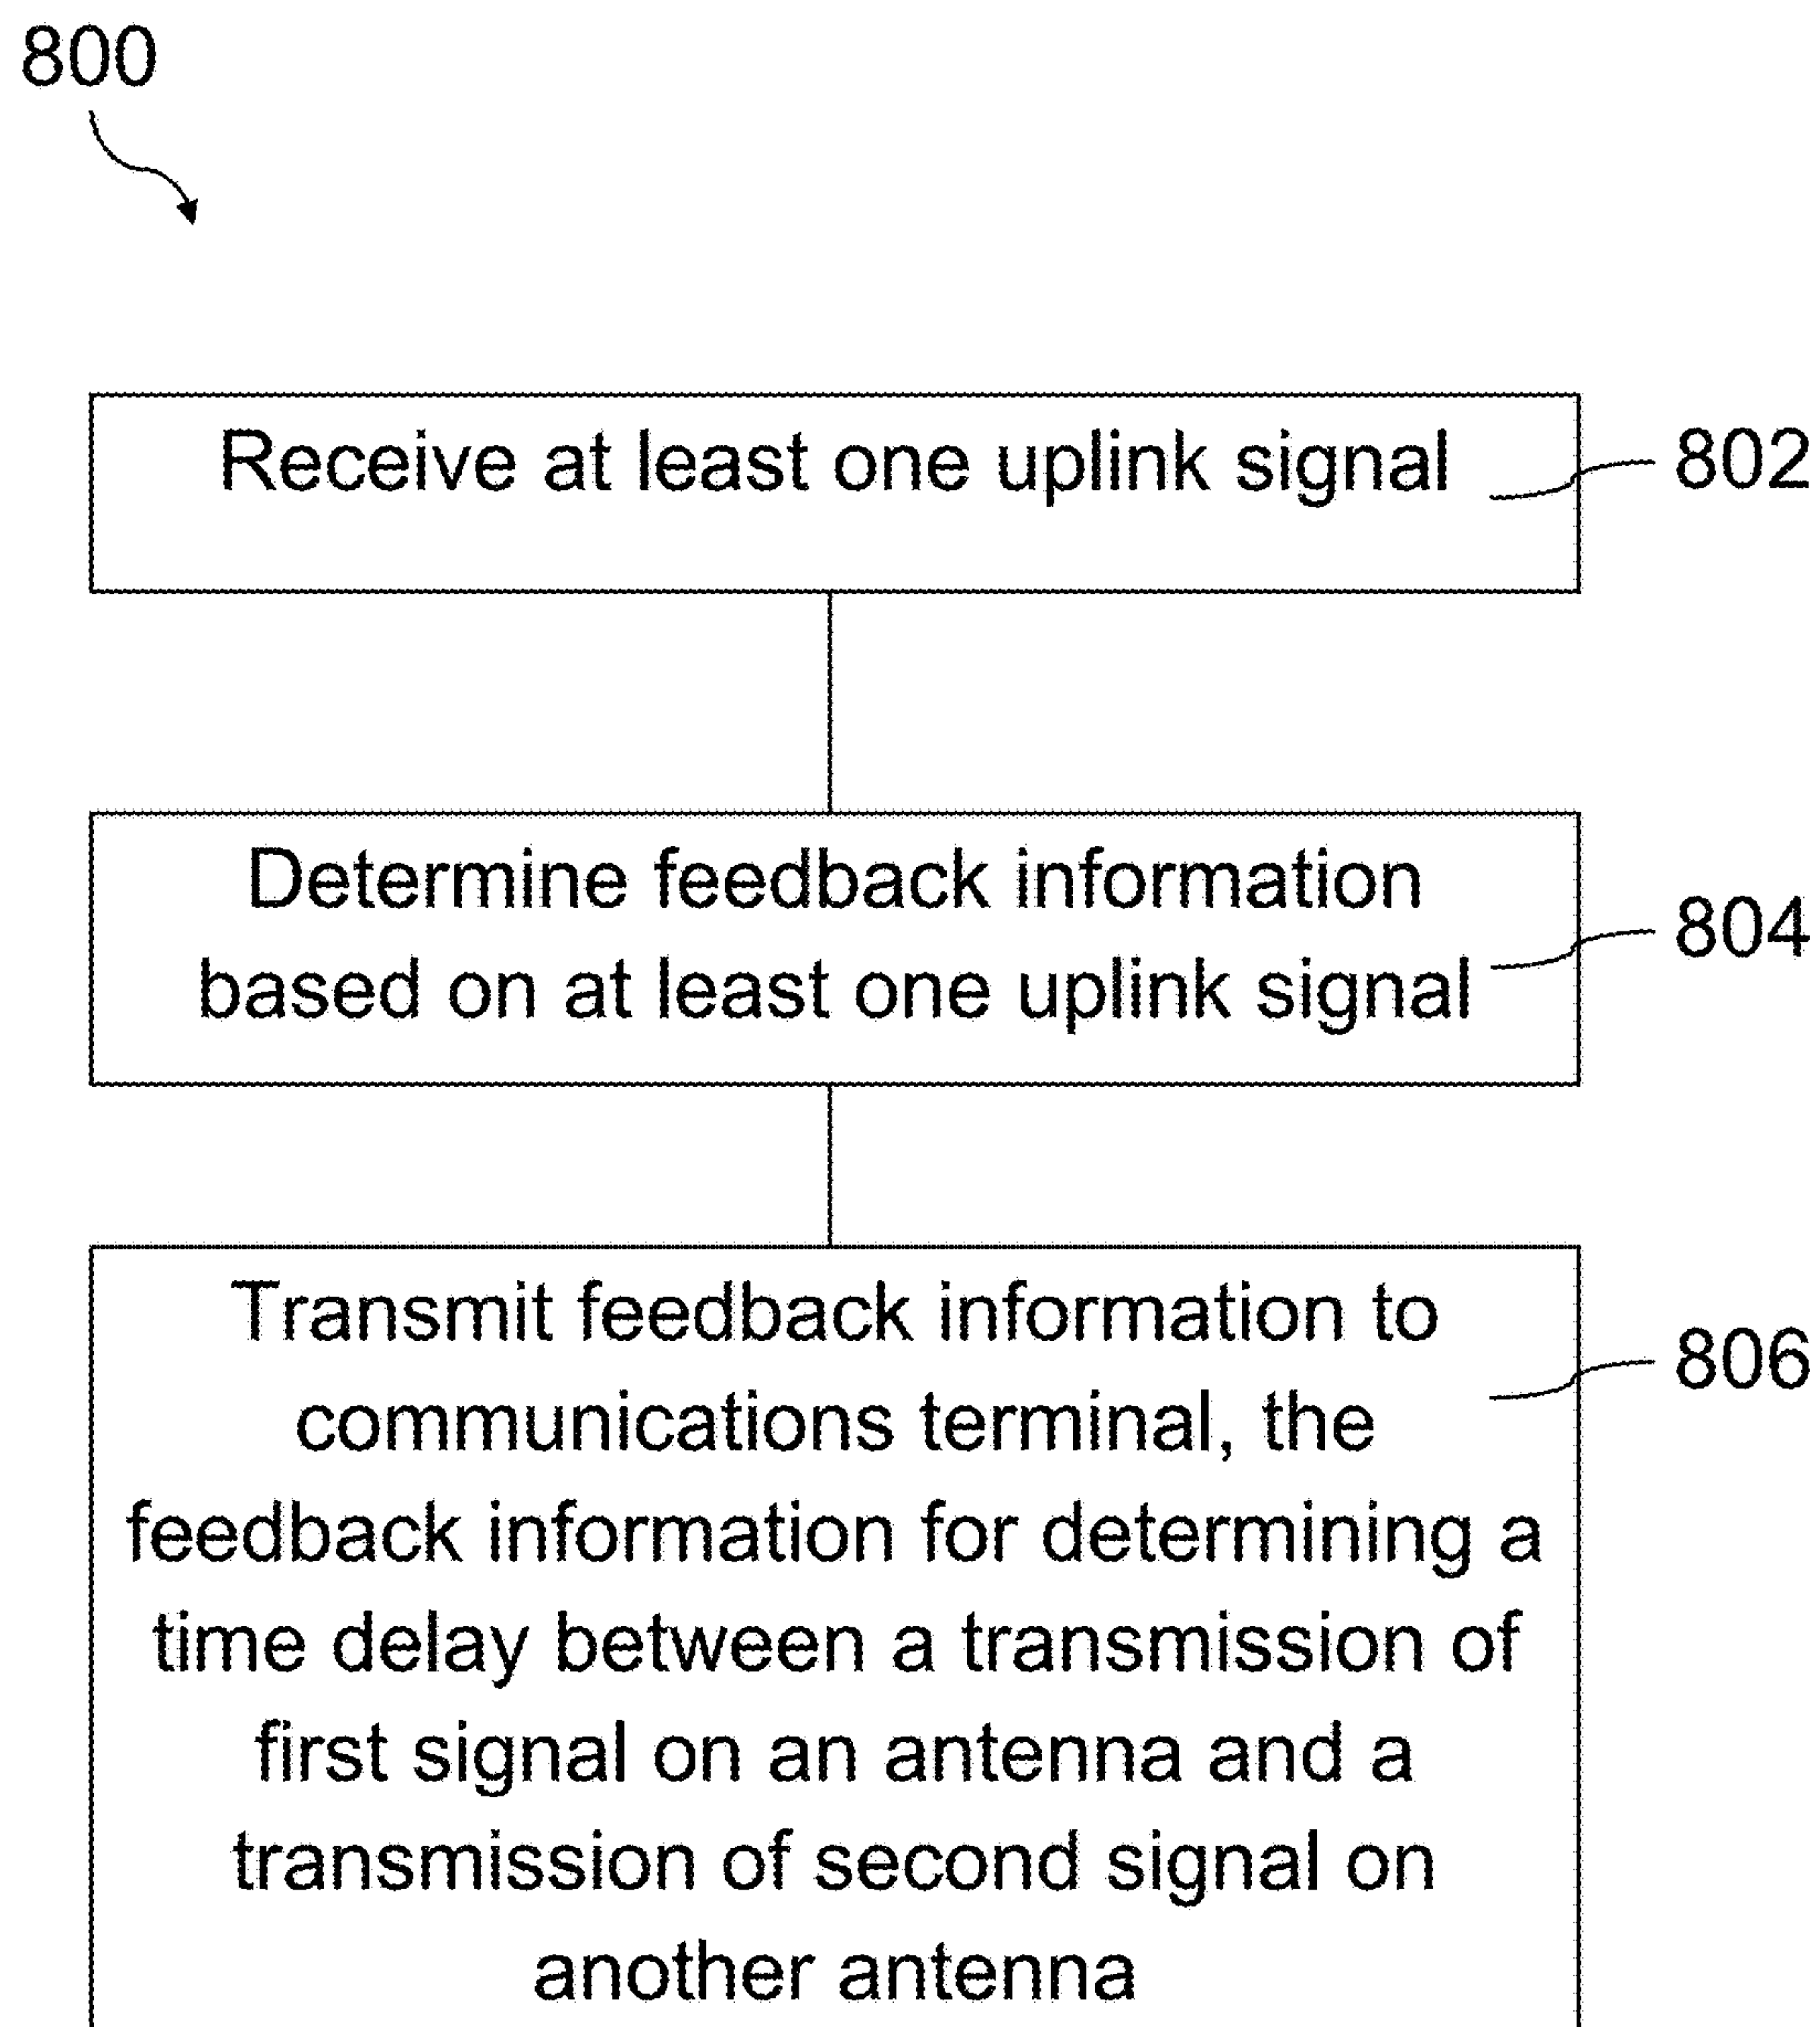 800
Receive at least one uplink signal
802
Determine feedback information
based on at least one uplink signal
804
Transmit feedback information to
communications terminal, the
feedback information for determining a
time delay between a transmission of
first signal on an antenna and a
transmission of second signal on
another antenna
806